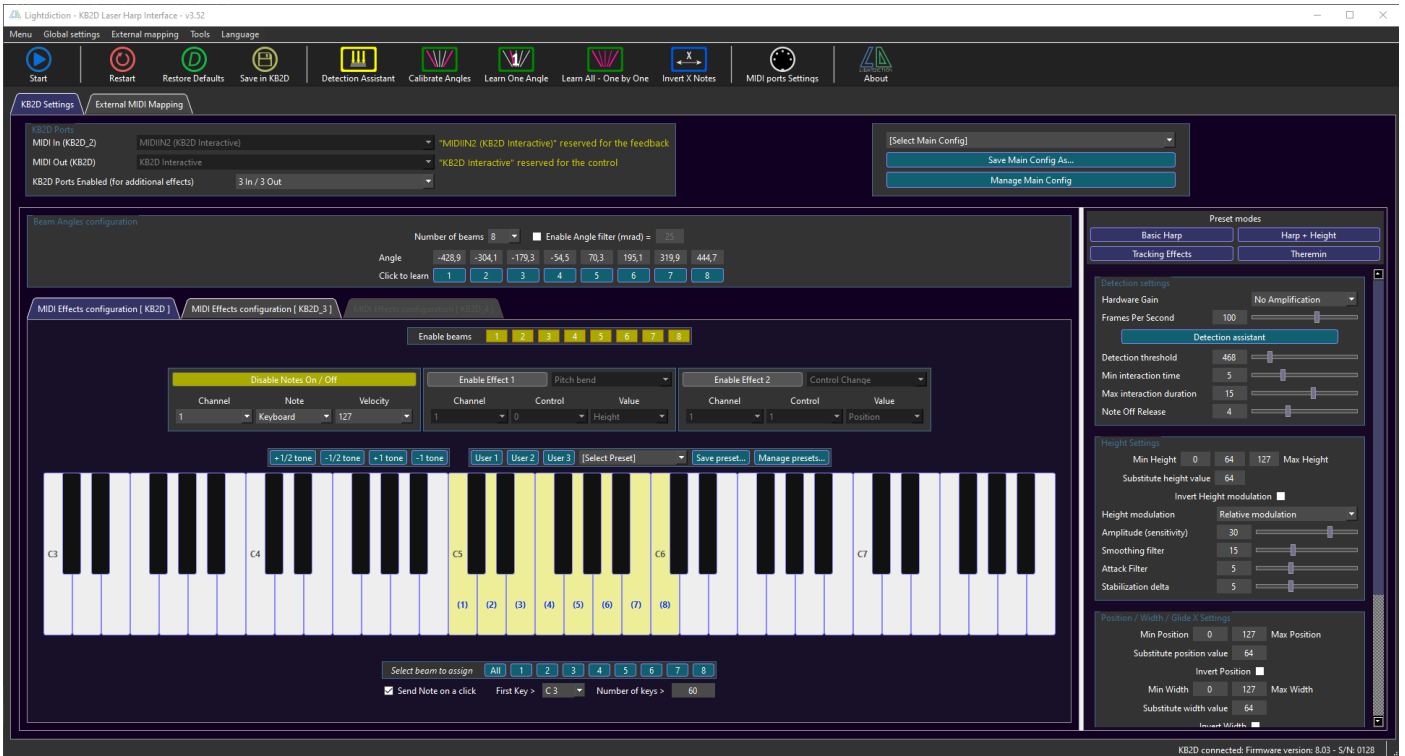 Lightdiction - KB2D Laser Harp Interface - v3.52
Menu Global settings External mapping Tools Language
Start Restart Restore Defaults Save in KB2D Detection Assistant Calibrate Angles Learn One Angle Learn All - One by One Invert X Notes MIDI ports Settings About
KB2D Settings External MIDI Mapping
KB2D Ports
MIDI In (KB2D_2) MIDIIN2 (KB2D Interactive) "MIDIIN2 (KB2D Interactive)" reserved for the feedback
MIDI Out (KB2D) KB2D Interactive "KB2D Interactive" reserved for the control
KB2D Ports Enabled (for additional effects) 3 In / 3 Out
[Select Main Config]
Save Main Config As...
Manage Main Config
Beam Angles configuration
Number of beams 8 Enable Angle filter (mrad) = 25
Angle -428,9 -304,1 -179,3 -54,5 70,3 195,1 319,9 444,7
Click to learn 1 2 3 4 5 6 7 8
MIDI Effects configuration [ KB2D ] MIDI Effects configuration [ KB2D_3 ] MIDI Effects configuration [ KB2D_4 ]
Enable beams 1 2 3 4 5 6 7 8
Disable Notes On / Off Enable Effect 1 Pitch bend Enable Effect 2 Control Change
Channel Note Velocity Channel Control Value Channel Control Value
1 Keyboard 127 1 0 Height 1 1 Position
+1/2 tone -1/2 tone +1 tone -1 tone User 1 User 2 User 3 [Select Preset] Save preset... Manage presets...
C3 C4 C5 C6 C7
(1) (2) (3) (4) (5) (6) (7) (8)
Select beam to assign All 1 2 3 4 5 6 7 8
Send Note on a click First Key > C 3 Number of keys > 60
Preset modes
Basic Harp Harp + Height
Tracking Effects Theremin
Detection settings
Hardware Gain No Amplification
Frames Per Second 100
Detection assistant
Detection threshold 468
Min interaction time 5
Max interaction duration 15
Note Off Release 4
Height Settings
Min Height 0 64 127 Max Height
Substitute height value 64
Invert Height modulation
Height modulation Relative modulation
Amplitude (sensitivity) 30
Smoothing filter 15
Attack Filter 5
Stabilization delta 5
Position / Width / Glide X Settings
Min Position 0 127 Max Position
Substitute position value 64
Invert Position
Min Width 0 127 Max Width
Substitute width value 64
Invert Width
KB2D connected: Firmware version: 8.03 - S/N: 0128